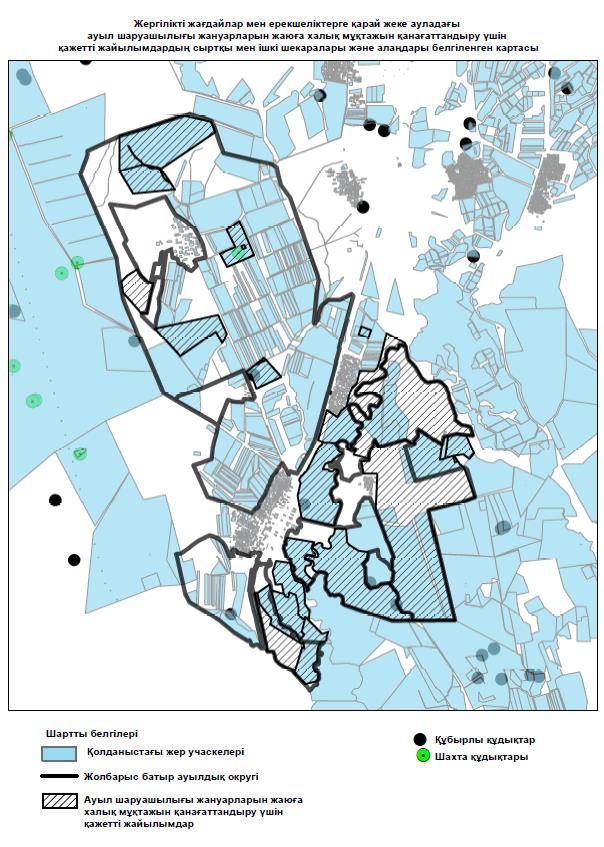 Жергілікті жағдайлар мен ерекшеліктерге қарай жеке ауладағы
ауыл шаруашылығы жануарларын жаюға халық мұқтажын қанағаттандыру үшін
қажетті жайылымдардың сыртқы мен ішкі шекаралары және алаңдары белгіленген картасы
Шартты белгілері
Қолданыстағы жер учаскелері
Жолбарыс батыр ауылдық округі
Ауыл шаруашылығы жануарларын жаюға
халық мұқтажын қанағаттандыру үшін
қажетті жайылымдар
Құбырлы құдықтар
Шахта құдықтары